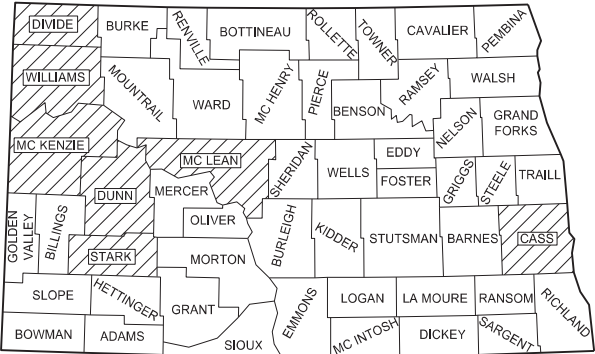 DIVIDE
BURKE
RENVILLE
BOTTINEAU
ROLLETTE
TOWNER
CAVALIER
PEMBINA
WILLIAMS
MOUNTRAIL
WARD
MC HENRY
PIERCE
BENSON
RAMSEY
WALSH
MC KENZIE
NELSON
GRAND
FORKS
MC LEAN
SHERIDAN
WELLS
EDDY
FOSTER
GRIGGS
STEELE
TRAILL
DUNN
MERCER
OLIVER
GOLDEN
VALLEY
BILLINGS
STARK
MORTON
BURLEIGH
KIDDER
STUTSMAN
BARNES
CASS
SLOPE
HETTINGER
GRANT
EMMONS
LOGAN
LA MOURE
RANSOM
RICHLAND
BOWMAN
ADAMS
SIOUX
MC INTOSH
DICKEY
SARGENT